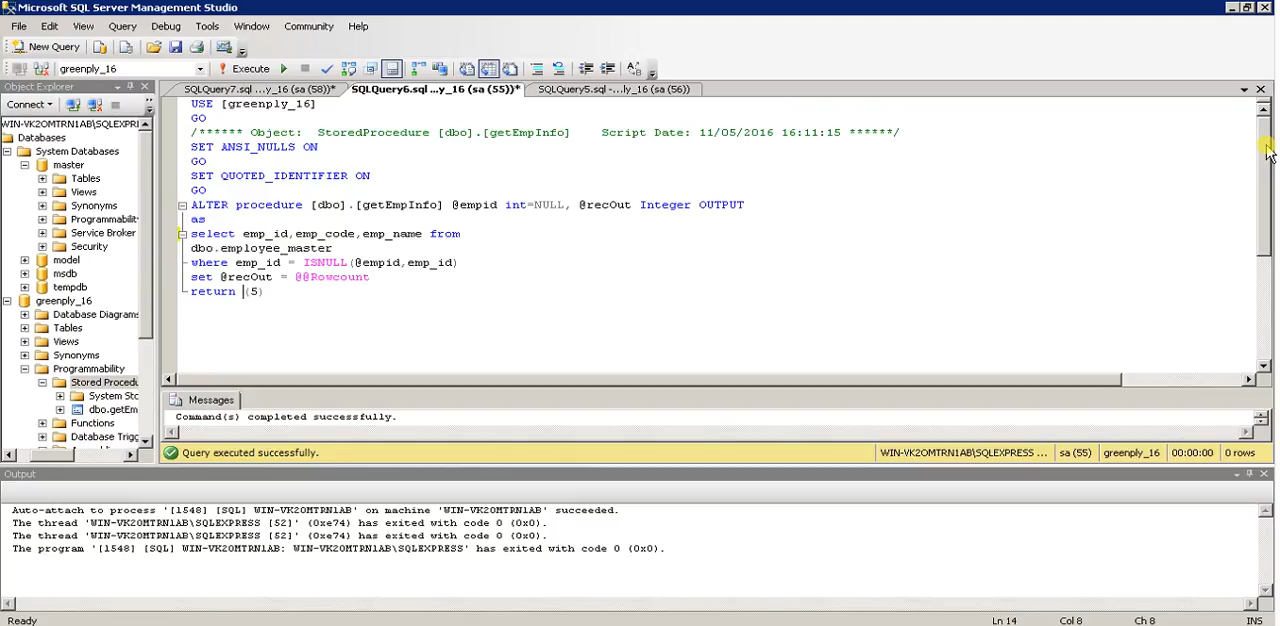 Microsoft SQL Server Management Studio
File Edit View Query Debug Tools Window Community Help
New Query
greenply_16 Execute
Object Explorer
SQLQuery7.sql ...y_16 (sa (58))* SQLQuery6.sql ...y_16 (sa (55))* SQLQuery5.sql -...ly_16 (sa (56))
Connect
WIN-VK2OMTRN1AB\SQLEXPRE
Databases
System Databases
master
Tables
Views
Synonyms
Programmability
Service Broker
Security
model
msdb
tempdb
greenply_16
Database Diagrams
Tables
Views
Synonyms
Programmability
Stored Procedu
System Sto
dbo.getEm
Functions
Database Trigg
USE [greenply_16]
GO
/****** Object:  StoredProcedure [dbo].[getEmpInfo]    Script Date: 11/05/2016 16:11:15 ******/
SET ANSI_NULLS ON
GO
SET QUOTED_IDENTIFIER ON
GO
ALTER procedure [dbo].[getEmpInfo] @empid int=NULL, @recOut Integer OUTPUT
as
select emp_id,emp_code,emp_name from
dbo.employee_master
where emp_id = ISNULL(@empid,emp_id)
set @recOut = @@Rowcount
return (5)
Messages
Command(s) completed successfully.
Query executed successfully. WIN-VK2OMTRN1AB\SQLEXPRESS ... sa (55) greenply_16 00:00:00 0 rows
Output
Auto-attach to process '[1548] [SQL] WIN-VK2OMTRN1AB' on machine 'WIN-VK2OMTRN1AB' succeeded.
The thread 'WIN-VK2OMTRN1AB\SQLEXPRESS [52]' (0xe74) has exited with code 0 (0x0).
The thread 'WIN-VK2OMTRN1AB\SQLEXPRESS [52]' (0xe74) has exited with code 0 (0x0).
The program '[1548] [SQL] WIN-VK2OMTRN1AB: WIN-VK2OMTRN1AB\SQLEXPRESS' has exited with code 0 (0x0).
Ready Ln 14 Col 8 Ch 8 INS